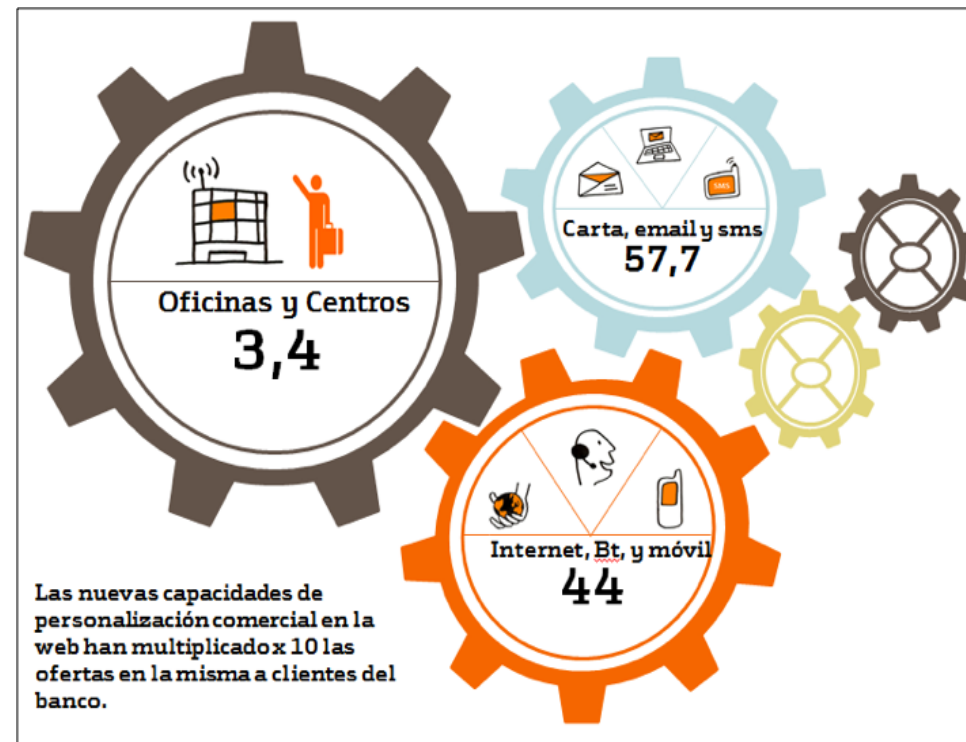 Oficinas y Centros
3,4
SMS
Carta, email y sms
57,7
Internet, Bt, y móvil
44
Las nuevas capacidades de
personalización comercial en la
web han multiplicado x 10 las
ofertas en la misma a clientes del
banco.